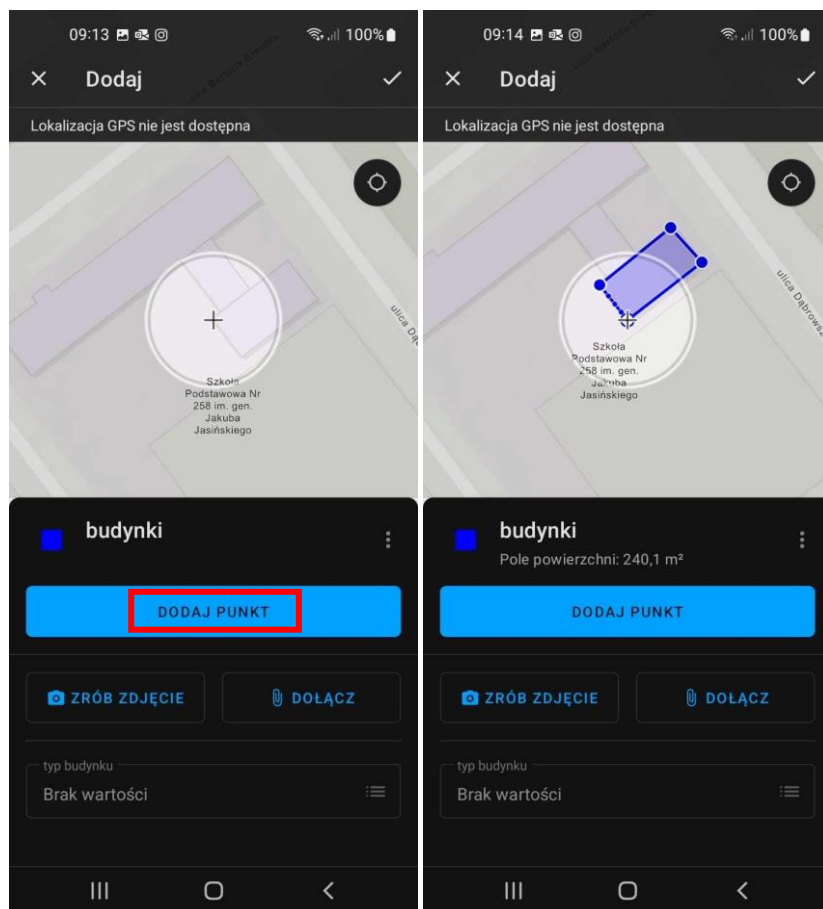 09:13
100%
Dodaj
Lokalizacja GPS nie jest dostępna
Szkoła
Podstawowa Nr
258 im. gen.
Jakuba
Jasińskiego
budynki
DODAJ PUNKT
ZRÓB ZDJĘCIE
DOŁĄCZ
typ budynku
Brak wartości
09:14
100%
Dodaj
Lokalizacja GPS nie jest dostępna
ulica
Szkoła
Podstawowa Nr
258 im. gen.
Jakuba
Jasińskiego
budynki
Pole powierzchni: 240,1 m²
DODAJ PUNKT
ZRÓB ZDJĘCIE
DOŁĄCZ
typ budynku
Brak wartości